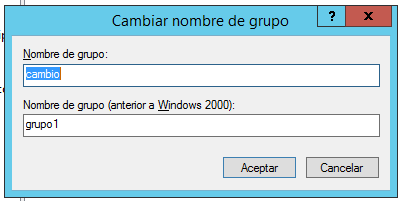 Cambiar nombre de grupo
?
x
Nombre de grupo:
cambio
Nombre de grupo (anterior a Windows 2000):
grupo1
Aceptar
Cancelar